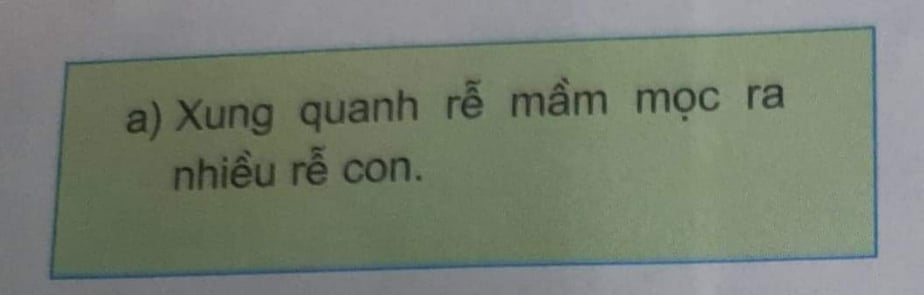 a) Xung quanh rễ mầm mọc ra
nhiều rễ con.